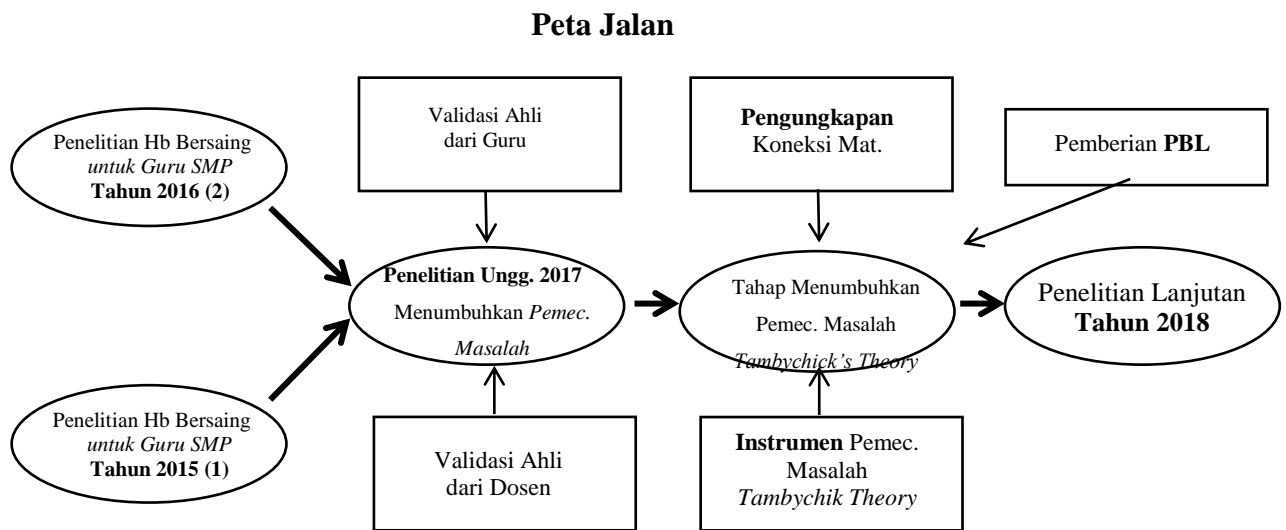 Peta Jalan
Penelitian Hb Bersaing
untuk Guru SMP
Tahun 2016 (2)
Validasi Ahli
dari Guru
Pengungkapan
Koneksi Mat.
Pemberian PBL
Penelitian Ungg. 2017
Menumbuhkan Pemec.
Masalah
Tahap Menumbuhkan
Pemec. Masalah
Tambychick's Theory
Penelitian Lanjutan
Tahun 2018
Penelitian Hb Bersaing
untuk Guru SMP
Tahun 2015 (1)
Validasi Ahli
dari Dosen
Instrumen Pemec.
Masalah
Tambychik Theory